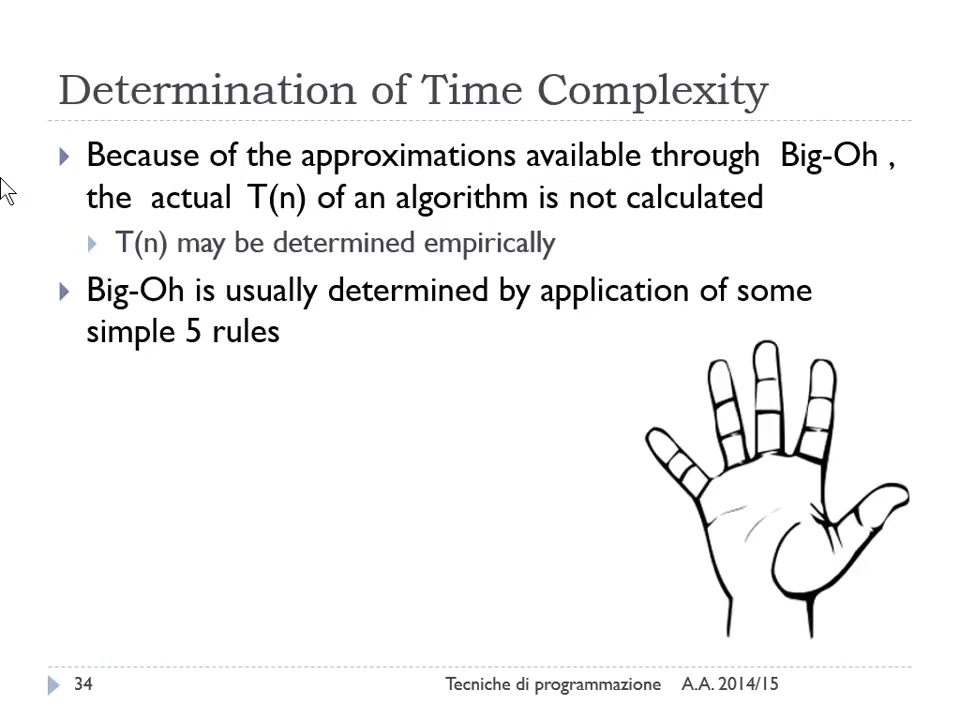 Determination of Time Complexity
Because of the approximations available through Big-Oh ,
the actual T(n) of an algorithm is not calculated
T(n) may be determined empirically
Big-Oh is usually determined by application of some
simple 5 rules
34
Tecniche di programmazione A.A. 2014/15